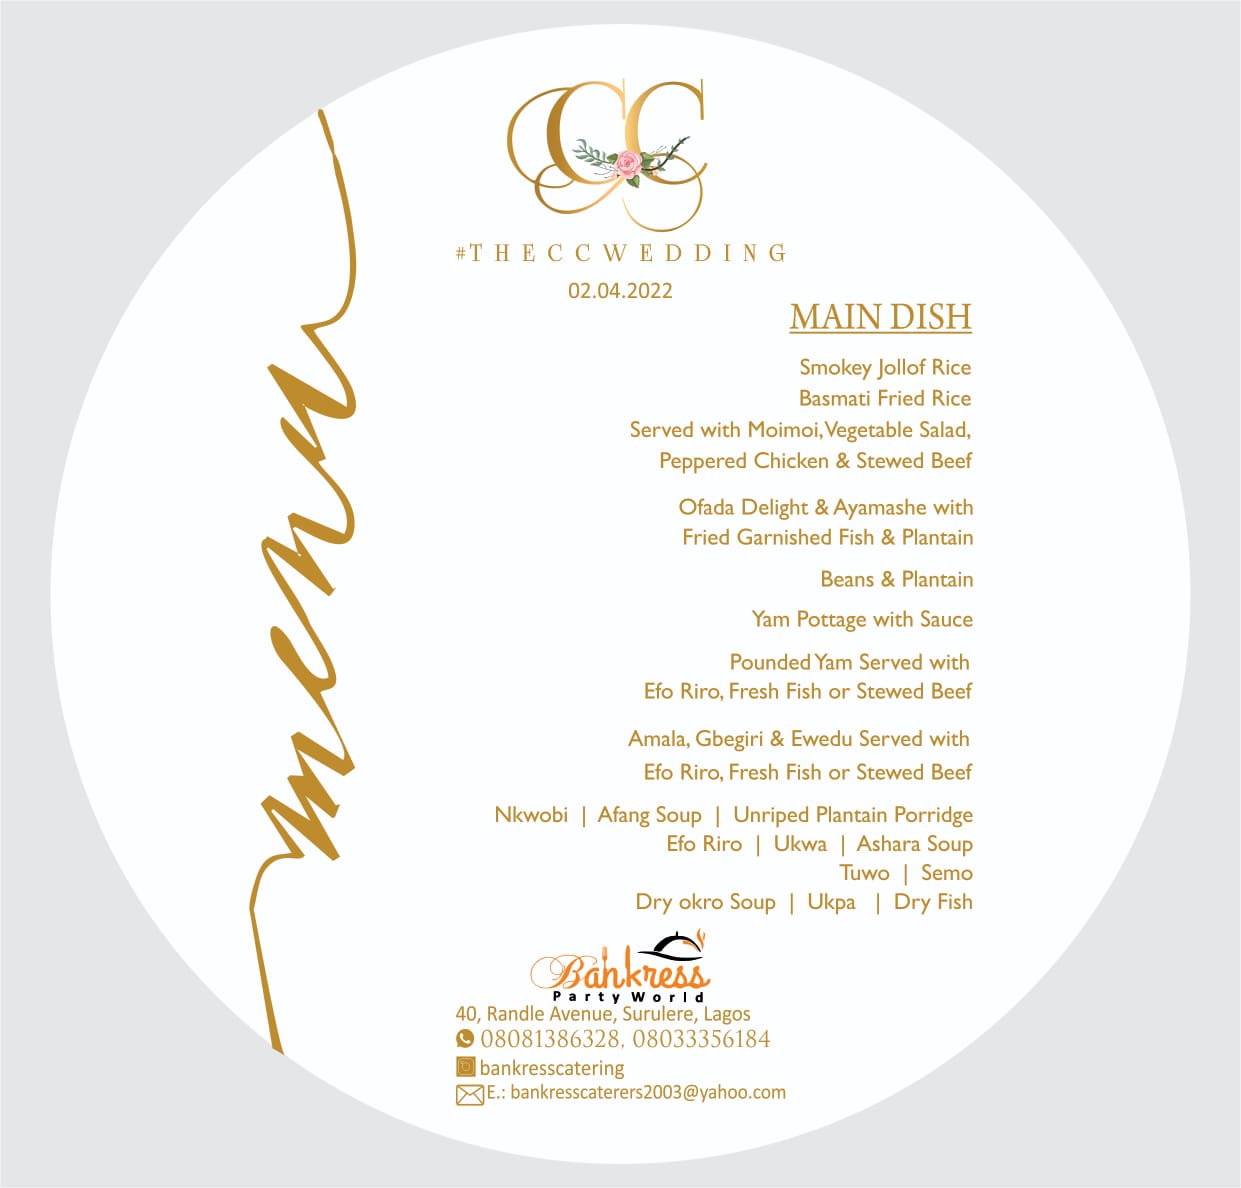 menu
CC
#THECCWEDDING
02.04.2022
MAIN DISH
Smokey Jollof Rice
Basmati Fried Rice
Served with Moimoi, Vegetable Salad,
Peppered Chicken & Stewed Beef
Ofada Delight & Ayamashe with
Fried Garnished Fish & Plantain
Beans & Plantain
Yam Pottage with Sauce
Pounded Yam Served with
Efo Riro, Fresh Fish or Stewed Beef
Amala, Gbegiri & Ewedu Served with
Efo Riro, Fresh Fish or Stewed Beef
Nkwobi | Afang Soup | Unriped Plantain Porridge
Efo Riro | Ukwa | Ashara Soup
Tuwo | Semo
Dry okro Soup | Ukpa | Dry Fish
Bankress
Party World
40, Randle Avenue, Surulere, Lagos
08081386328, 08033356184
bankresscatering
E.: bankresscaterers2003@yahoo.com